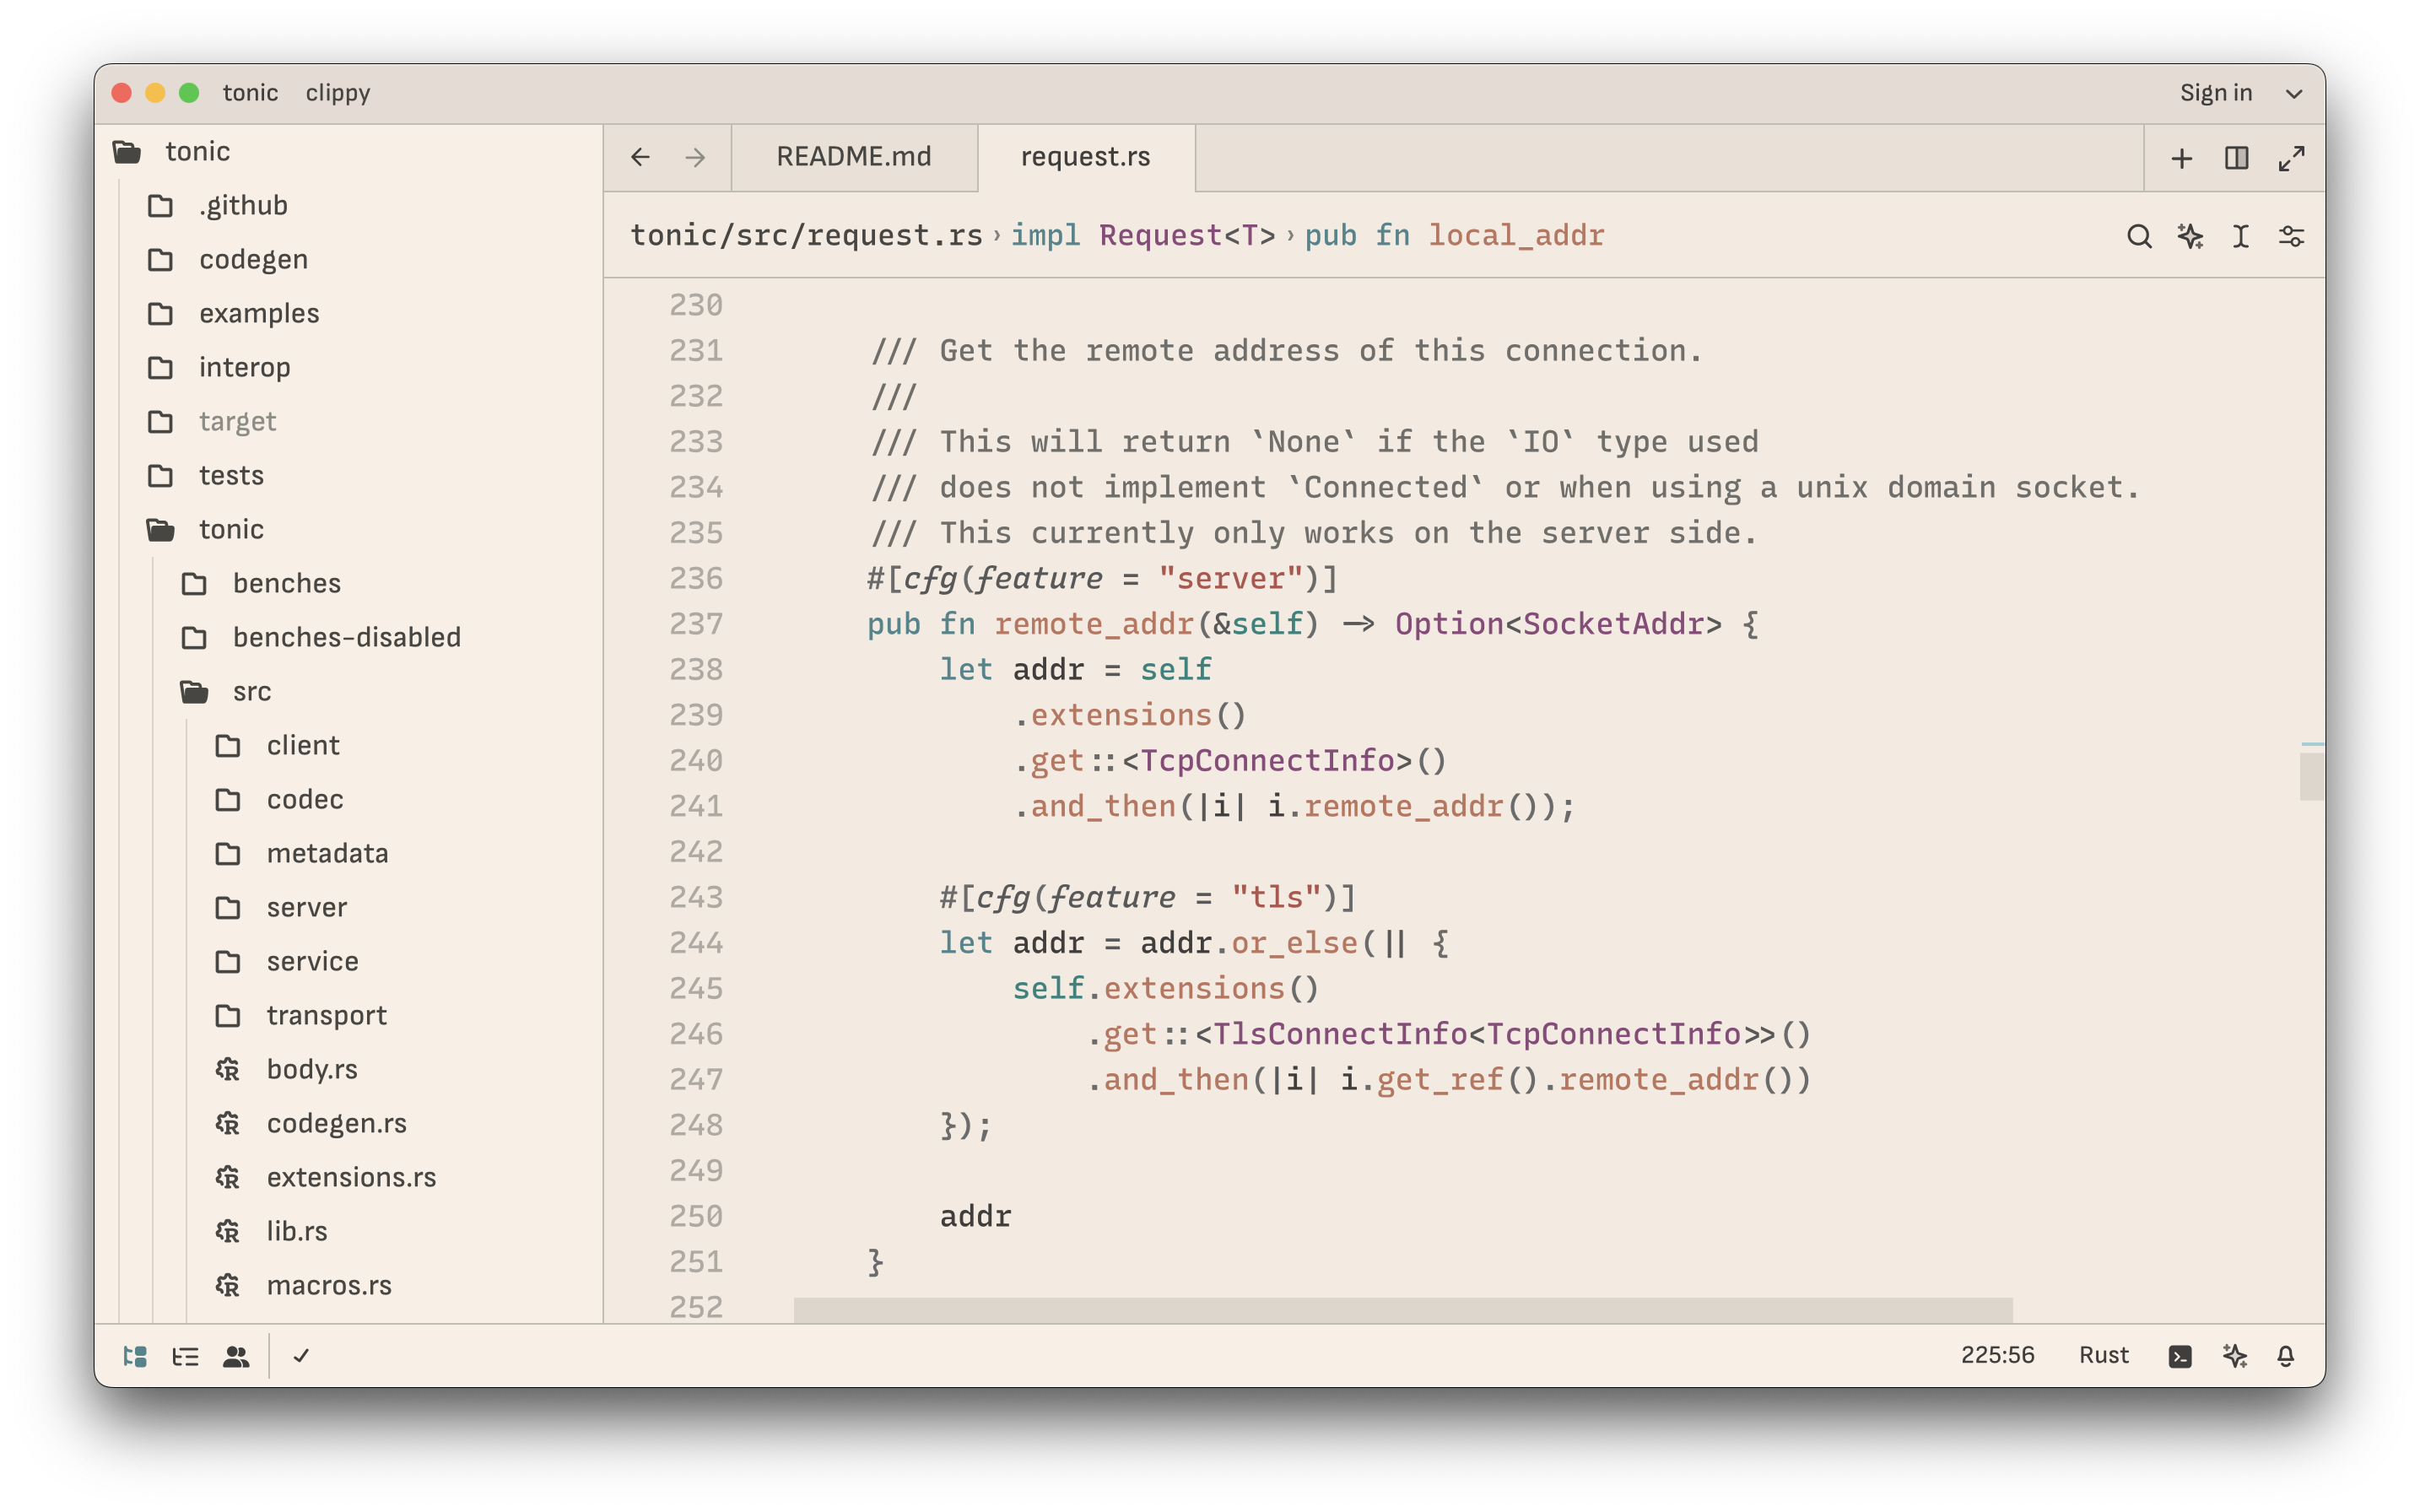 tonic clippy Sign in
tonic
.github
codegen
examples
interop
target
tests
tonic
benches
benches-disabled
src
client
codec
metadata
server
service
transport
body.rs
codegen.rs
extensions.rs
lib.rs
macros.rs
README.md request.rs
tonic/src/request.rs › impl Request<T> › pub fn local_addr
230
231 /// Get the remote address of this connection.
232 ///
233 /// This will return `None` if the `IO` type used
234 /// does not implement `Connected` or when using a unix domain socket.
235 /// This currently only works on the server side.
236 #[cfg(feature = "server")]
237 pub fn remote_addr(&self) -> Option<SocketAddr> {
238 let addr = self
239 .extensions()
240 .get::<TcpConnectInfo>()
241 .and_then(|i| i.remote_addr());
242
243 #[cfg(feature = "tls")]
244 let addr = addr.or_else(|| {
245 self.extensions()
246 .get::<TlsConnectInfo<TcpConnectInfo>>()
247 .and_then(|i| i.get_ref().remote_addr())
248 });
249
250 addr
251 }
252
225:56 Rust